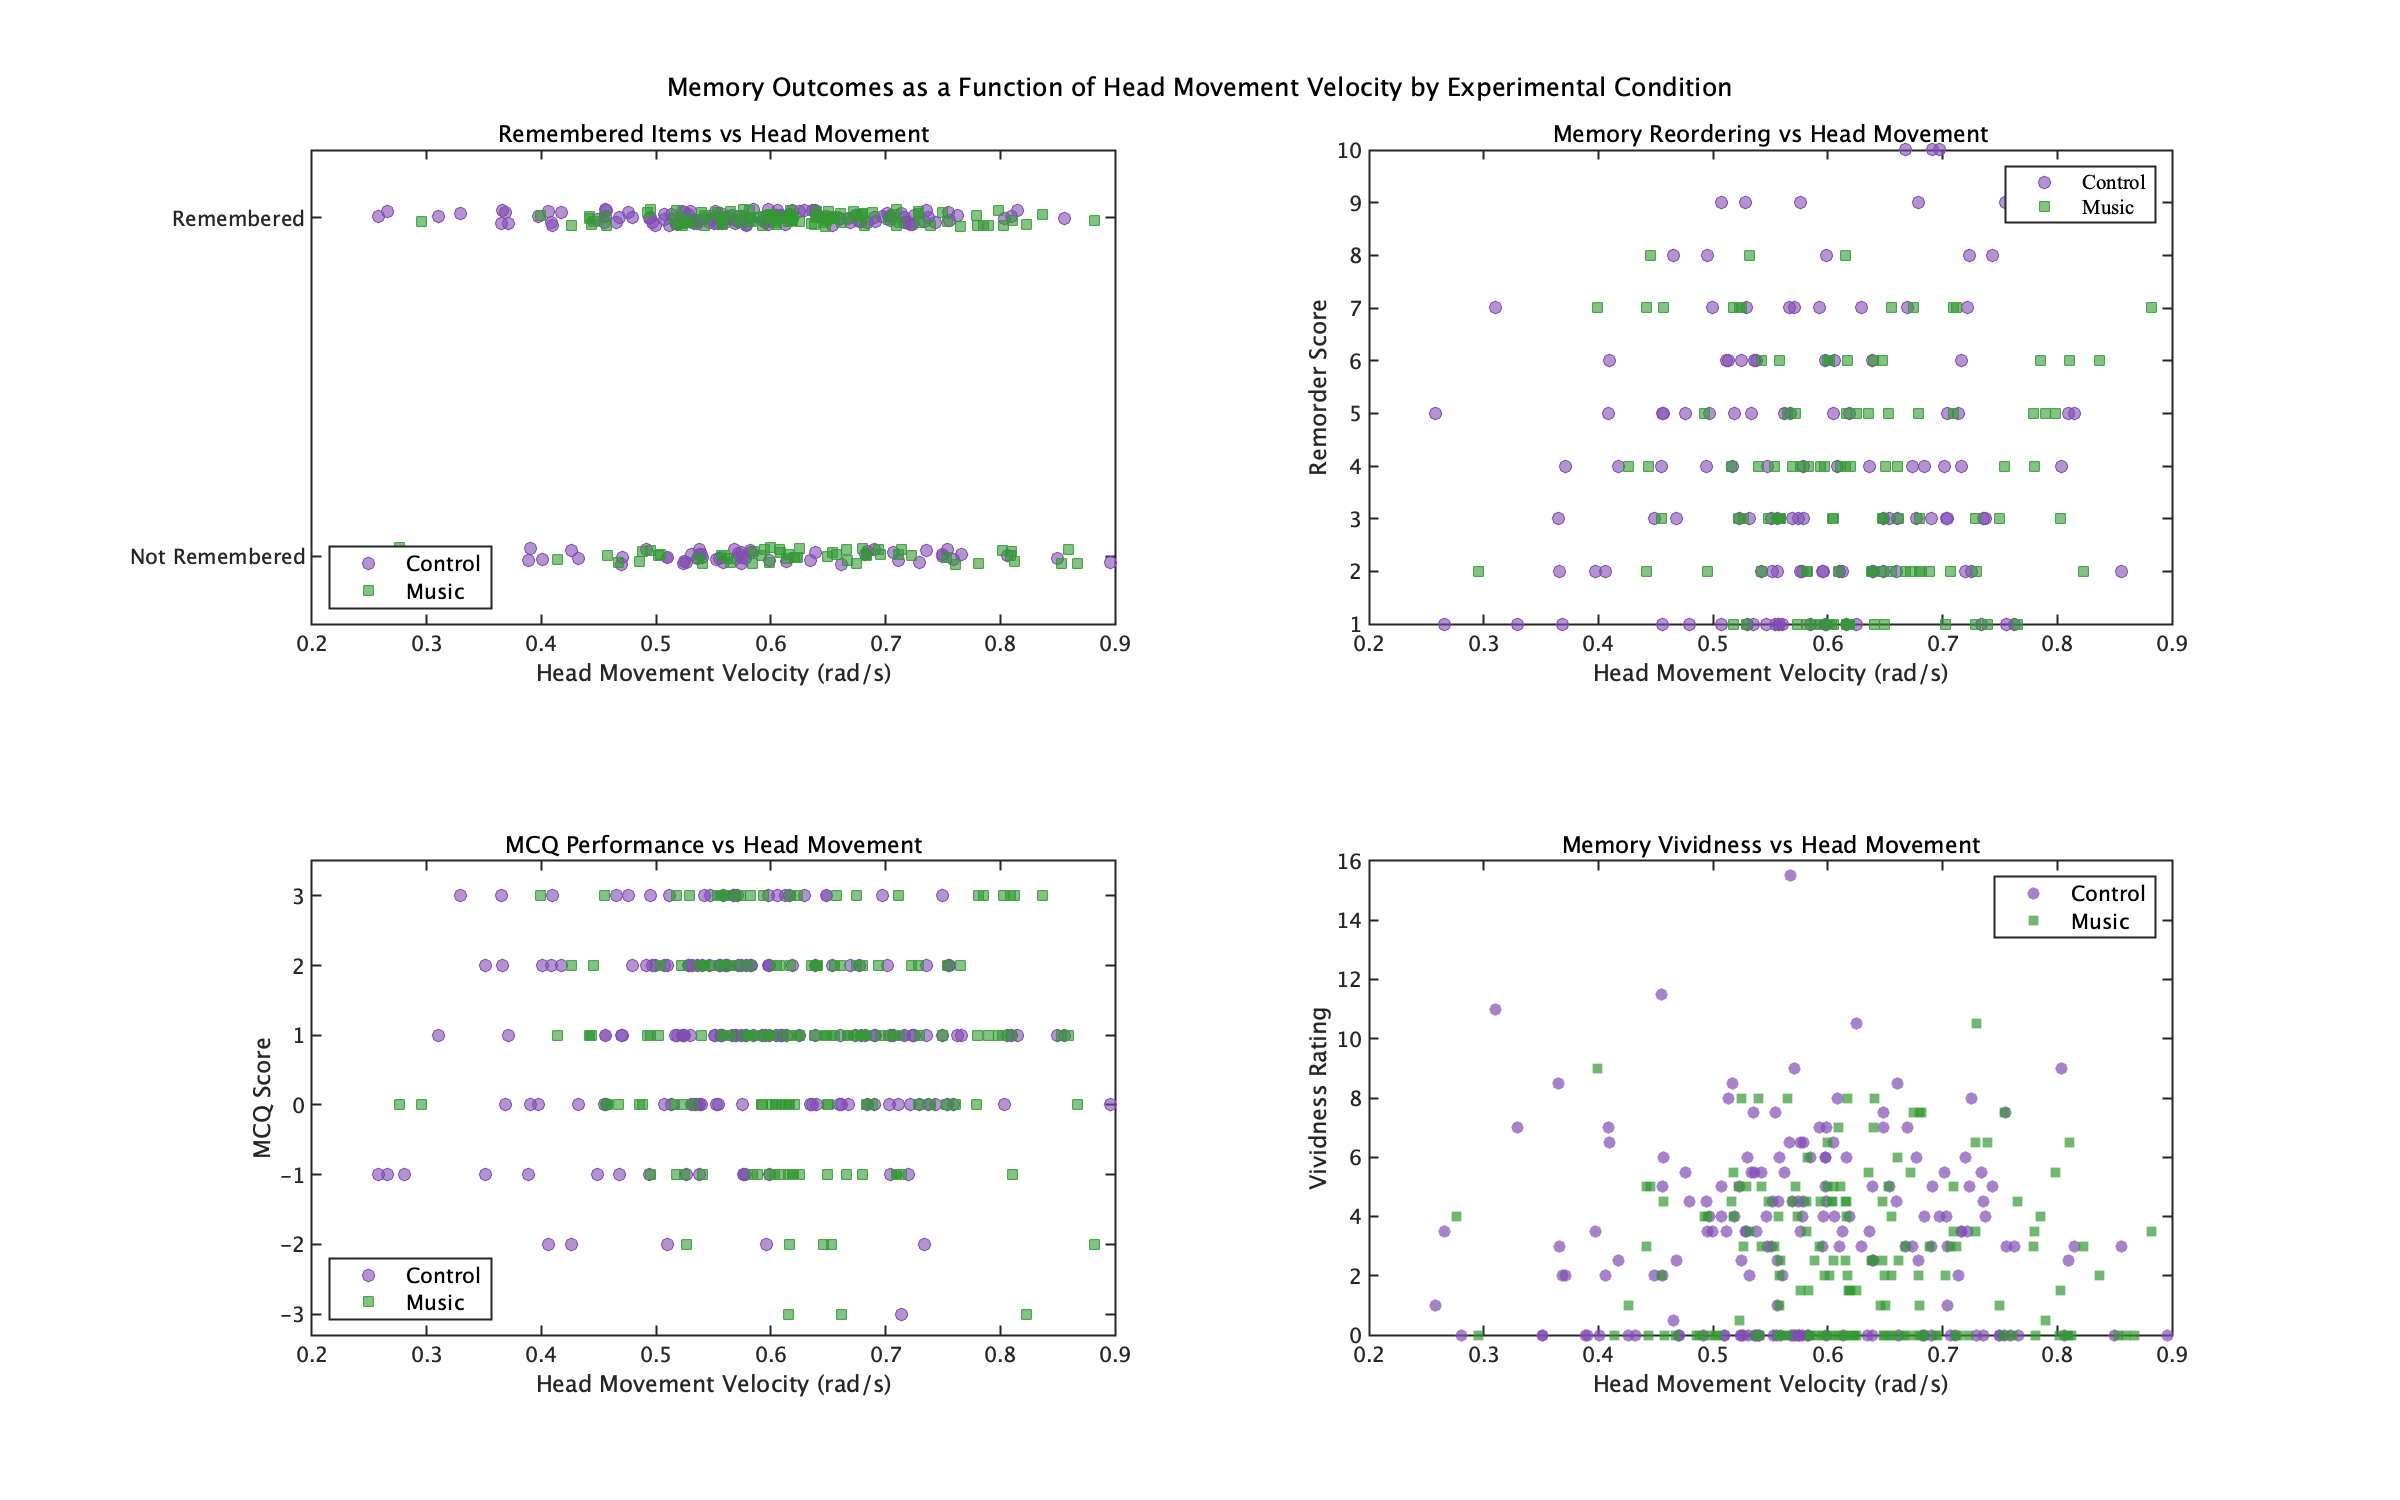 Memory Outcomes as a Function of Head Movement Velocity by Experimental Condition
Remembered Items vs Head Movement
Remembered
Not Remembered
Control
Music
0.2 0.3 0.4 0.5 0.6 0.7 0.8 0.9
Head Movement Velocity (rad/s)
Memory Reordering vs Head Movement
10
9
8
7
6
5
4
3
2
1
Remorder Score
Control
Music
0.2 0.3 0.4 0.5 0.6 0.7 0.8 0.9
Head Movement Velocity (rad/s)
MCQ Performance vs Head Movement
3
2
1
0
−1
−2
−3
MCQ Score
Control
Music
0.2 0.3 0.4 0.5 0.6 0.7 0.8 0.9
Head Movement Velocity (rad/s)
Memory Vividness vs Head Movement
16
14
12
10
8
6
4
2
0
Vividness Rating
Control
Music
0.2 0.3 0.4 0.5 0.6 0.7 0.8 0.9
Head Movement Velocity (rad/s)